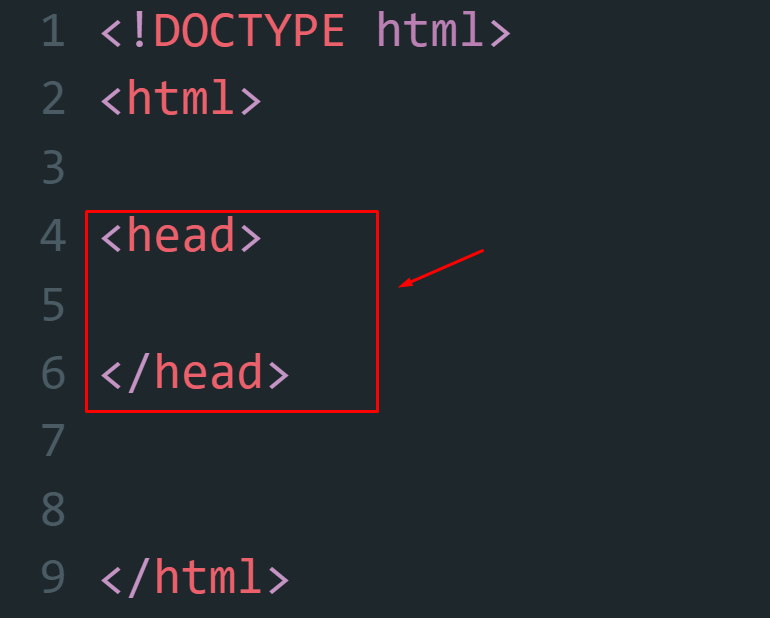 1 <!DOCTYPE html>
2 <html>
3
4 <head>
5
6 </head>
7
8
9 </html>